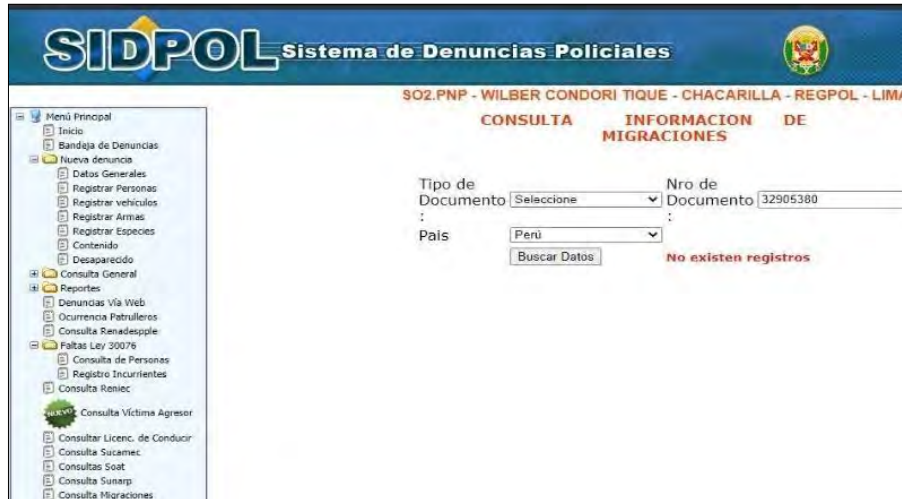 SIDPOL Sistema de Denuncias Policiales
SO2.PNP - WILBER CONDORI TIQUE - CHACARILLA - REGPOL - LIMA
CONSULTA INFORMACION DE
MIGRACIONES
Menú Principal
Inicio
Bandeja de Denuncias
Nueva denuncia
Datos Generales
Registrar Personas
Registrar vehículos
Registrar Armas
Registrar Especies
Contenido
Desaparecido
Consulta General
Reportes
Denuncias Vía Web
Ocurrencia Patrulleros
Consulta Renadespple
Faltas Ley 30076
Consulta de Personas
Registro Incurrientes
Consulta Reniec
NUEVO Consulta Víctima Agresor
Consultar Licenc. de Conducir
Consulta Sucamec
Consultas Soat
Consulta Sunarp
Consulta Migraciones
Tipo de
Documento
:
Seleccione
Nro de
Documento
:
32905380
Pais Perú
Buscar Datos No existen registros